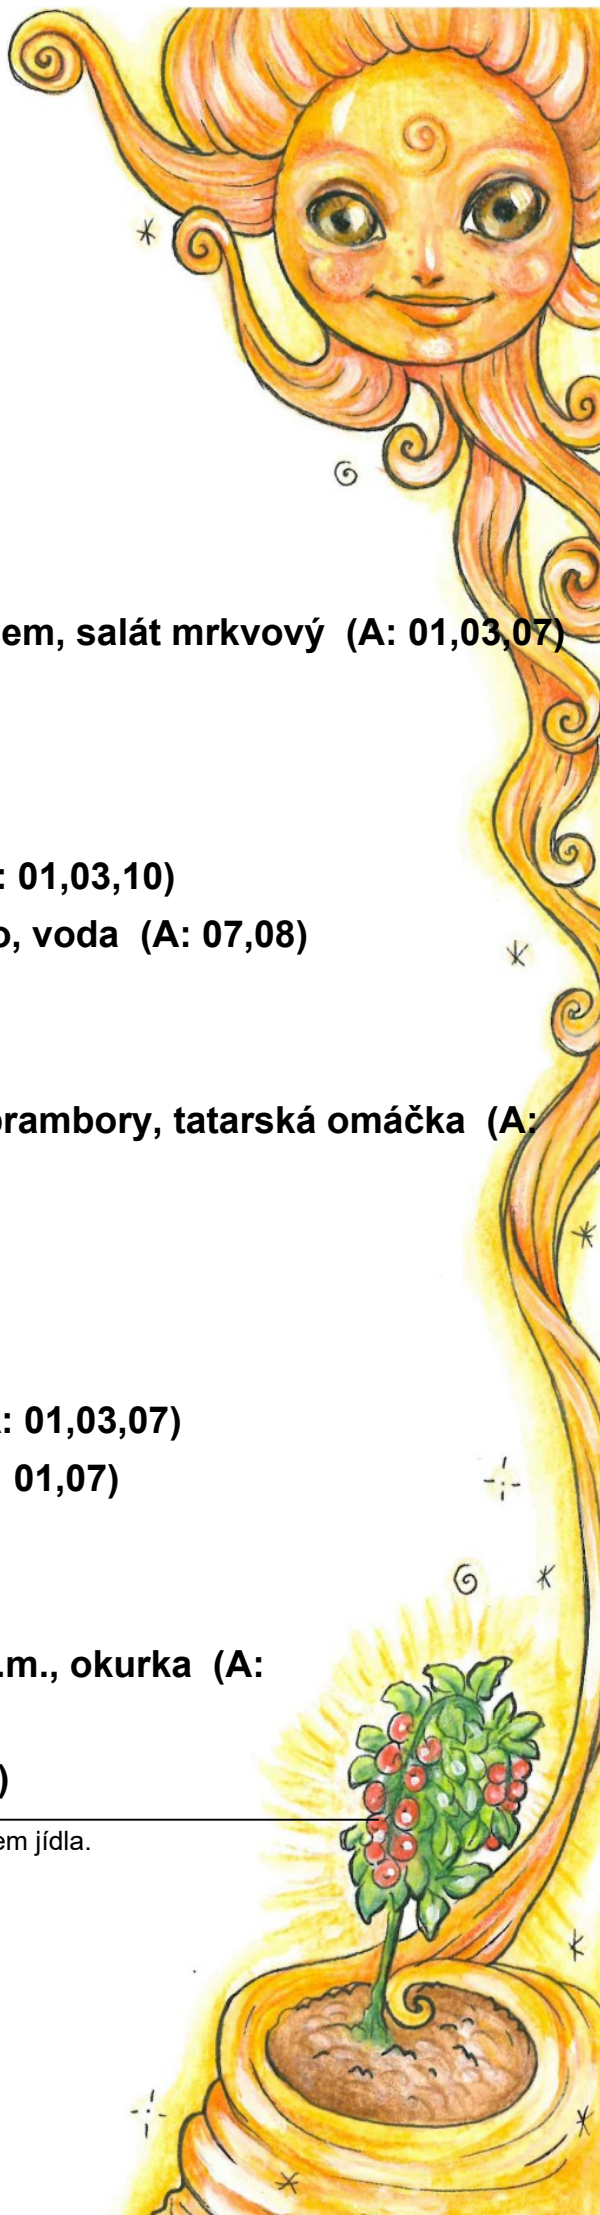 em, salát mrkvový (A: 01,03,07)
: 01,03,10)
o, voda (A: 07,08)
brambory, tatarská omáčka (A:
: 01,03,07)
01,07)
.m., okurka (A:
)
em jídla.